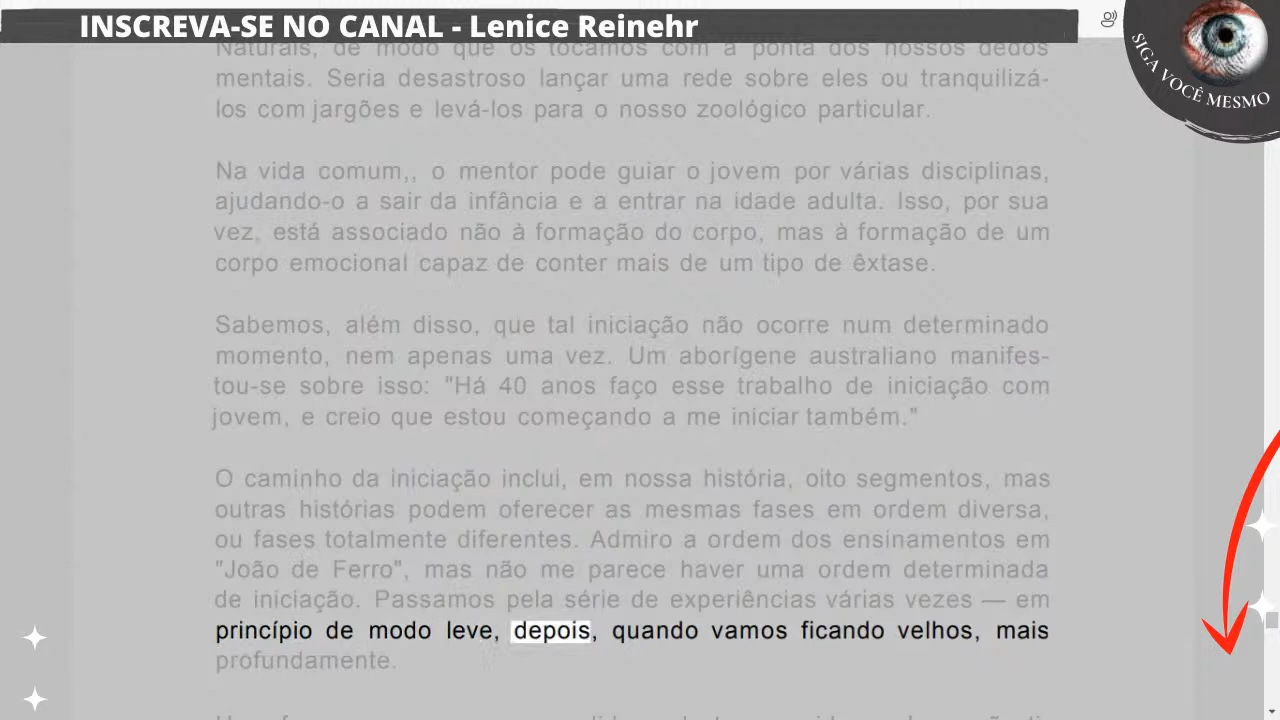 INSCREVA-SE NO CANAL - Lenice Reinehr
SIGA VOCÊ MESMO
Naturais, de modo que os tocamos com a ponta dos nossos dedos
mentais. Seria desastroso lançar uma rede sobre eles ou tranquilizá-
los com jargões e levá-los para o nosso zoológico particular.
Na vida comum,, o mentor pode guiar o jovem por várias disciplinas,
ajudando-o a sair da infância e a entrar na idade adulta. Isso, por sua
vez, está associado não à formação do corpo, mas à formação de um
corpo emocional capaz de conter mais de um tipo de êxtase.
Sabemos, além disso, que tal iniciação não ocorre num determinado
momento, nem apenas uma vez. Um aborígene australiano manifes-
tou-se sobre isso: "Há 40 anos faço esse trabalho de iniciação com
jovem, e creio que estou começando a me iniciar também."
O caminho da iniciação inclui, em nossa história, oito segmentos, mas
outras histórias podem oferecer as mesmas fases em ordem diversa,
ou fases totalmente diferentes. Admiro a ordem dos ensinamentos em
"João de Ferro", mas não me parece haver uma ordem determinada
de iniciação. Passamos pela série de experiências várias vezes — em
princípio de modo leve, depois, quando vamos ficando velhos, mais
profundamente.